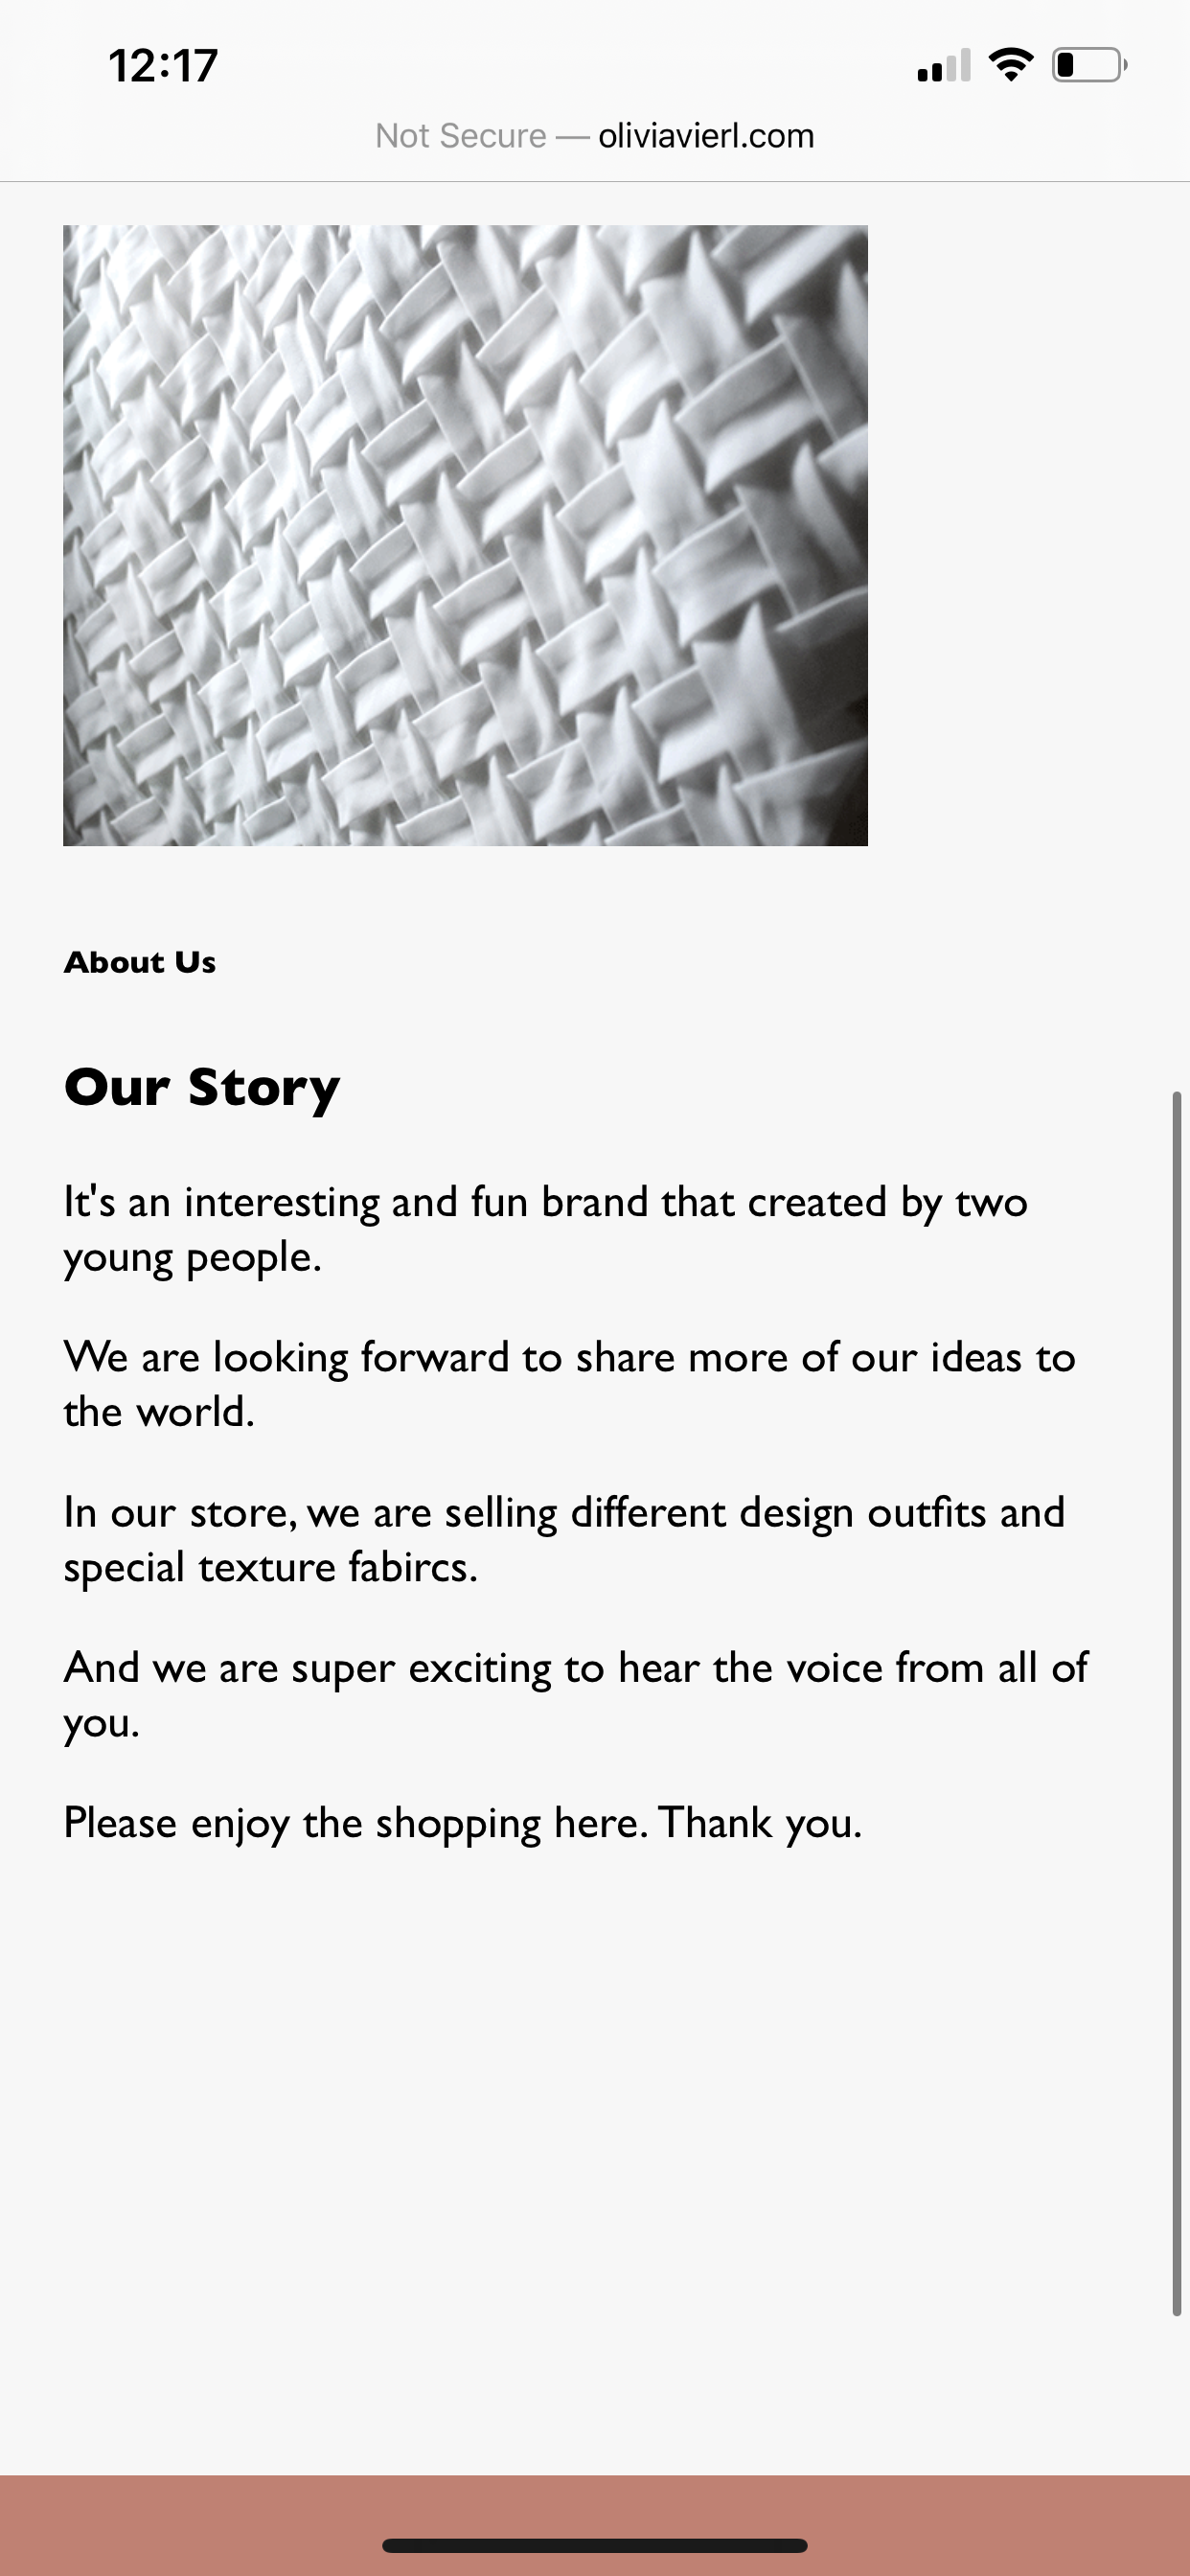 12:17
Not Secure — oliviavierl.com
About Us
Our Story
It's an interesting and fun brand that created by two
young people.
We are looking forward to share more of our ideas to
the world.
In our store, we are selling different design outfits and
special texture fabircs.
And we are super exciting to hear the voice from all of
you.
Please enjoy the shopping here. Thank you.